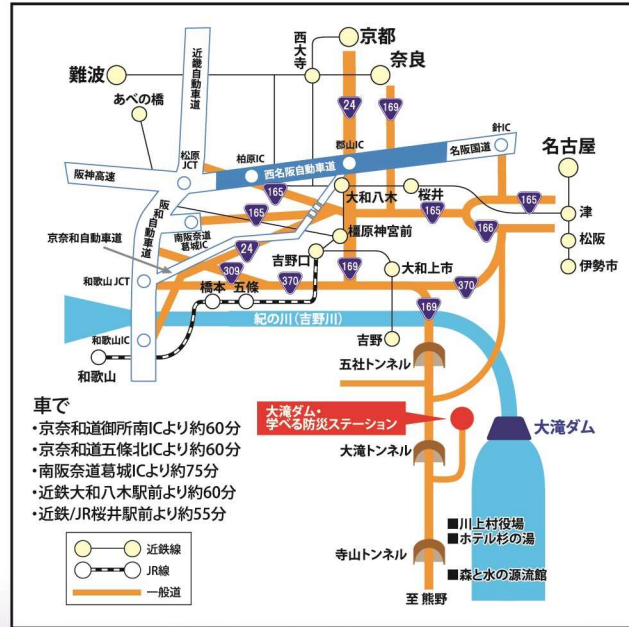 京都
西大寺
難波
奈良
あべの橋
近畿自動車道
24
169
針IC
郡山IC
名阪国道
名古屋
松原JCT
柏原IC
西名阪自動車道
阪神高速
165
大和八木
桜井
阪和自動車道
南阪奈道葛城IC
165
165
165
津
166
橿原神宮前
京奈和自動車道
24
吉野口
松阪
大和上市
伊勢市
和歌山JCT
309
370
169
370
橋本
五條
169
紀の川(吉野川)
和歌山IC
吉野
和歌山
五社トンネル
車で
・京奈和道御所南ICより約60分
・京奈和道五條北ICより約60分
・南阪奈道葛城ICより約75分
・近鉄大和八木駅前より約60分
・近鉄/JR桜井駅前より約55分
大滝ダム・
学べる防災ステーション
大滝ダム
大滝トンネル
■川上村役場
■ホテル杉の湯
寺山トンネル
■森と水の源流館
至 熊野
近鉄線
JR線
一般道